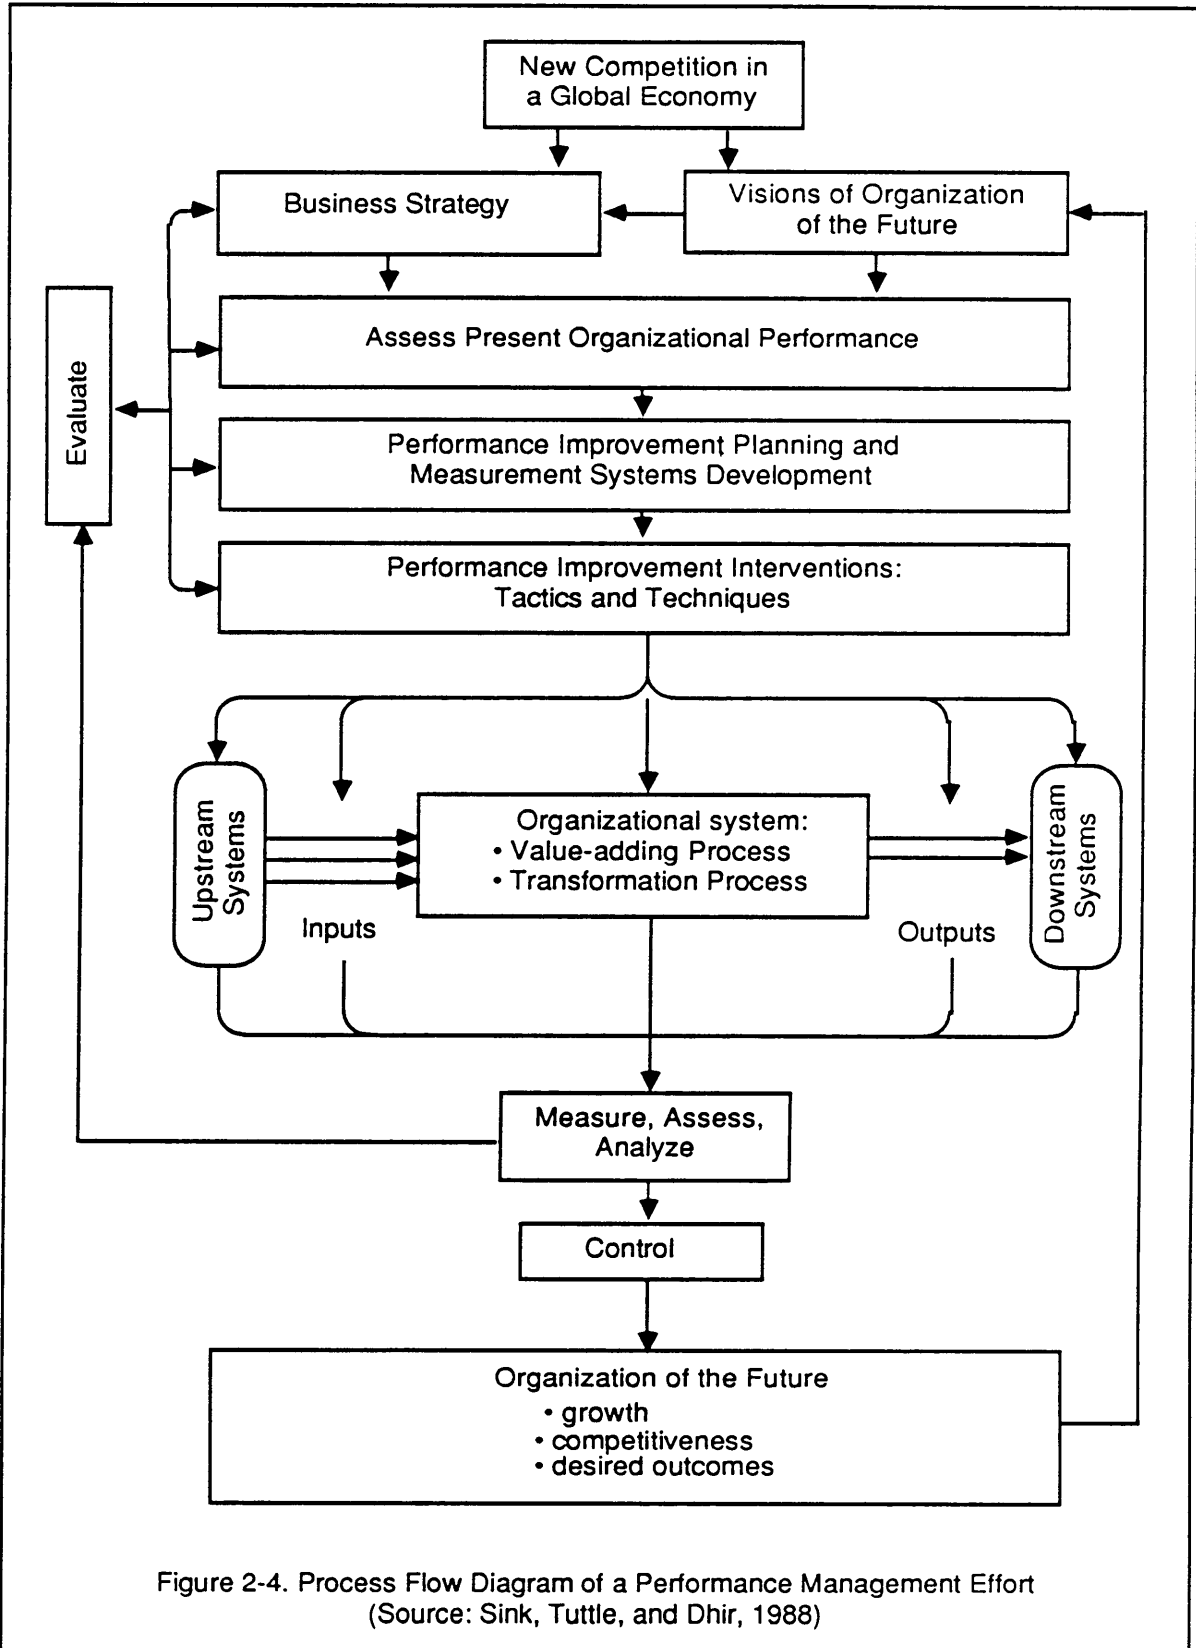 New Competition in
a Global Economy
Business Strategy
Visions of Organization
of the Future
Assess Present Organizational Performance
Evaluate
Performance Improvement Planning and
Measurement Systems Development
Performance Improvement Interventions:
Tactics and Techniques
Upstream
Systems
Inputs
Organizational system:
• Value-adding Process
• Transformation Process
Outputs
Downstream
Systems
Measure, Assess,
Analyze
Control
Organization of the Future
• growth
• competitiveness
• desired outcomes
Figure 2-4. Process Flow Diagram of a Performance Management Effort
(Source: Sink, Tuttle, and Dhir, 1988)